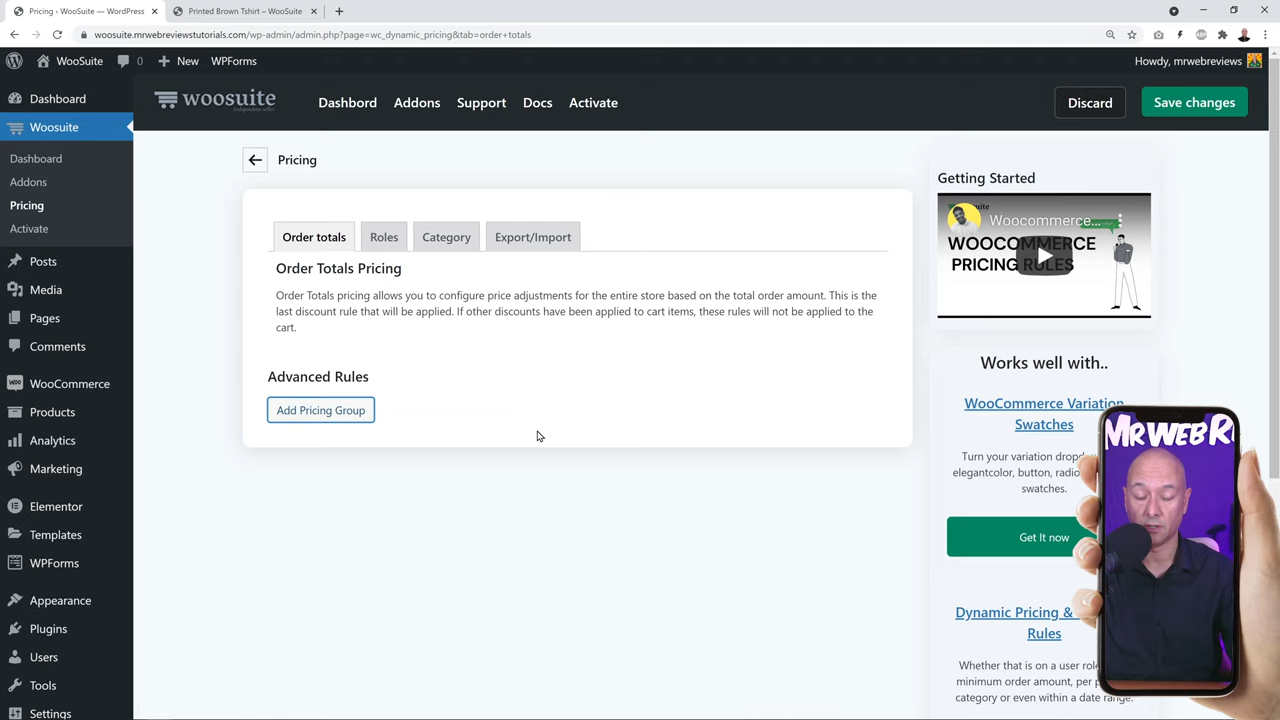 Pricing ‹ WooSuite — WordPress
Printed Brown Tshirt – WooSuite
woosuite.mrwebreviewstutorials.com/wp-admin/admin.php?page=wc_dynamic_pricing&tab=order+totals
WooSuite
0
New
WPForms
Howdy, mrwebreviews
Dashboard
Woosuite
Dashboard
Addons
Pricing
Activate
Posts
Media
Pages
Comments
WooCommerce
Products
Analytics
Marketing
Elementor
Templates
WPForms
Appearance
Plugins
Users
Tools
Settings
woosuite
Dashbord
Addons
Support
Docs
Activate
Discard
Save changes
Pricing
Order totals
Roles
Category
Export/Import
Order Totals Pricing
Order Totals pricing allows you to configure price adjustments for the entire store based on the total order amount. This is the
last discount rule that will be applied. If other discounts have been applied to cart items, these rules will not be applied to the
cart.
Advanced Rules
Add Pricing Group
Getting Started
Woocommerce...
WOOCOMMERCE
PRICING RULES
Works well with..
WooCommerce Variation
Swatches
Turn your variation dropd
elegantcolor, button, radio
swatches.
Get It now
Dynamic Pricing &
Rules
Whether that is on a user role
minimum order amount, per p
category or even within a date range.
MRWEBR